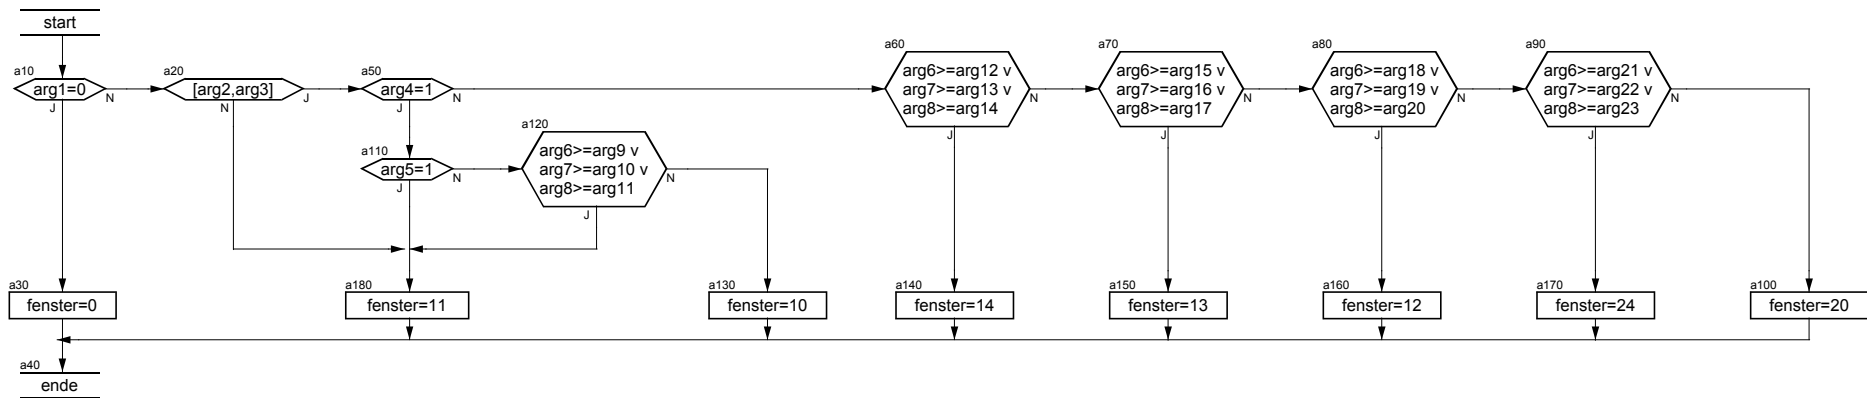 start
a10
arg1=0
N
J
a20
[arg2,arg3]
J
N
a50
arg4=1
N
J
a60
arg6>=arg12 v
arg7>=arg13 v
arg8>=arg14
N
J
a70
arg6>=arg15 v
arg7>=arg16 v
arg8>=arg17
N
J
a80
arg6>=arg18 v
arg7>=arg19 v
arg8>=arg20
N
J
a90
arg6>=arg21 v
arg7>=arg22 v
arg8>=arg23
N
J
a110
arg5=1
N
J
a120
arg6>=arg9 v
arg7>=arg10 v
arg8>=arg11
N
J
a30
fenster=0
a180
fenster=11
a130
fenster=10
a140
fenster=14
a150
fenster=13
a160
fenster=12
a170
fenster=24
a100
fenster=20
a40
ende